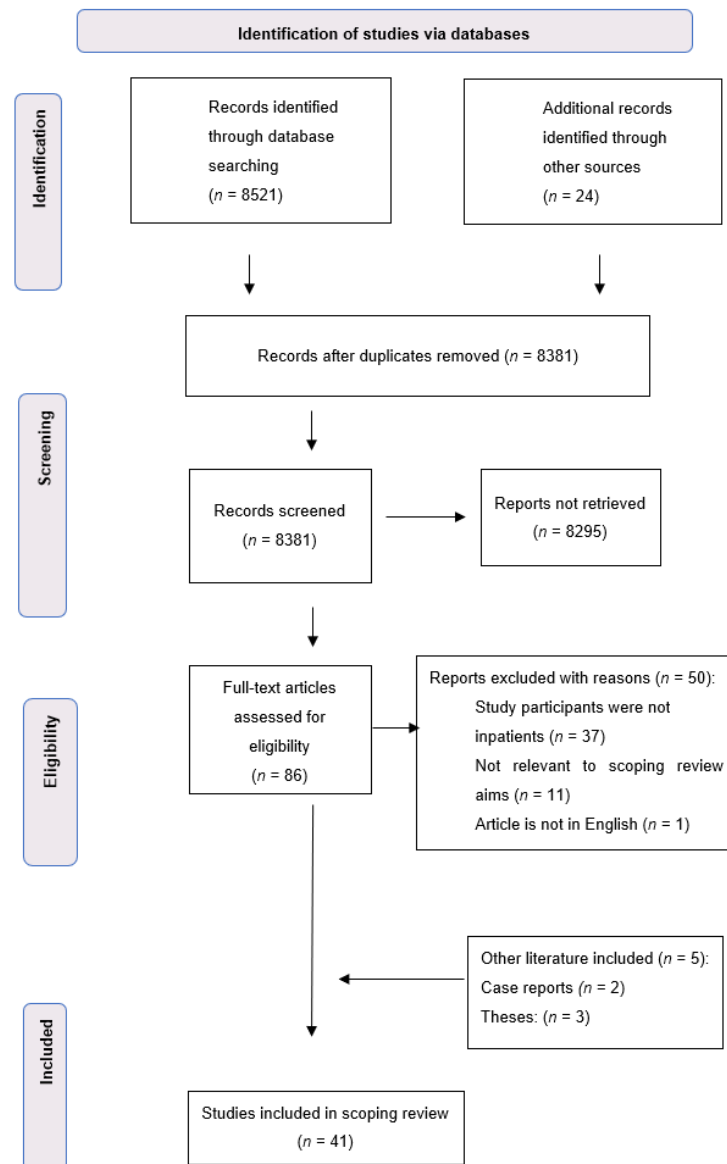 Identification of studies via databases
Identification
Records identified
through database
searching
(n = 8521)
Additional records
identified through
other sources
(n = 24)
Records after duplicates removed (n = 8381)
Screening
Records screened
(n = 8381)
Reports not retrieved
(n = 8295)
Eligibility
Full-text articles
assessed for
eligibility
(n = 86)
Reports excluded with reasons (n = 50):
Study participants were not
inpatients (n = 37)
Not relevant to scoping review
aims (n = 11)
Article is not in English (n = 1)
Other literature included (n = 5):
Case reports (n = 2)
Theses: (n = 3)
Included
Studies included in scoping review
(n = 41)